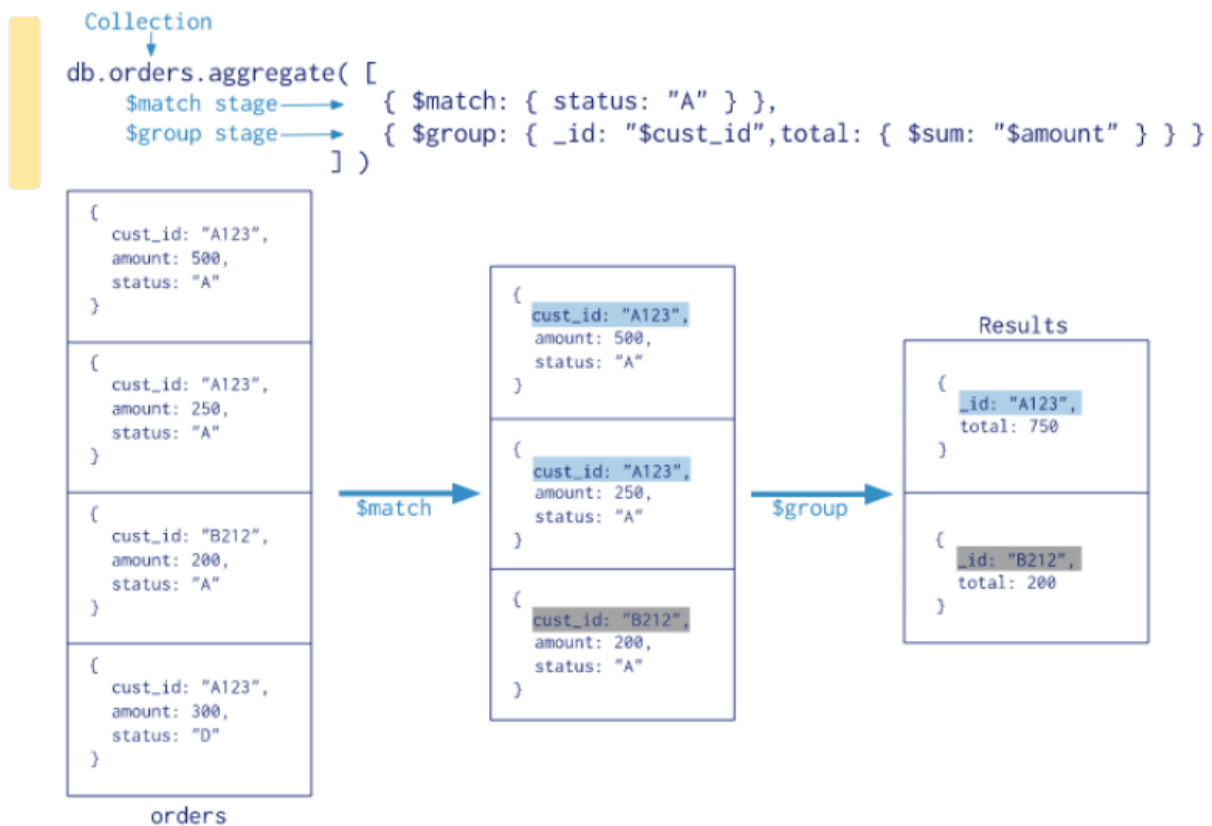 Collection
db.orders.aggregate( [
$match stage { $match: { status: "A" } },
$group stage { $group: { _id: "$cust_id",total: { $sum: "$amount" } } }
] )
{
cust_id: "A123",
amount: 500,
status: "A"
}
{
cust_id: "A123",
amount: 250,
status: "A"
}
{
cust_id: "B212",
amount: 200,
status: "A"
}
{
cust_id: "A123",
amount: 300,
status: "D"
}
orders
$match
{
cust_id: "A123",
amount: 500,
status: "A"
}
{
cust_id: "A123",
amount: 250,
status: "A"
}
{
cust_id: "B212",
amount: 200,
status: "A"
}
$group
Results
{
_id: "A123",
total: 750
}
{
_id: "B212",
total: 200
}